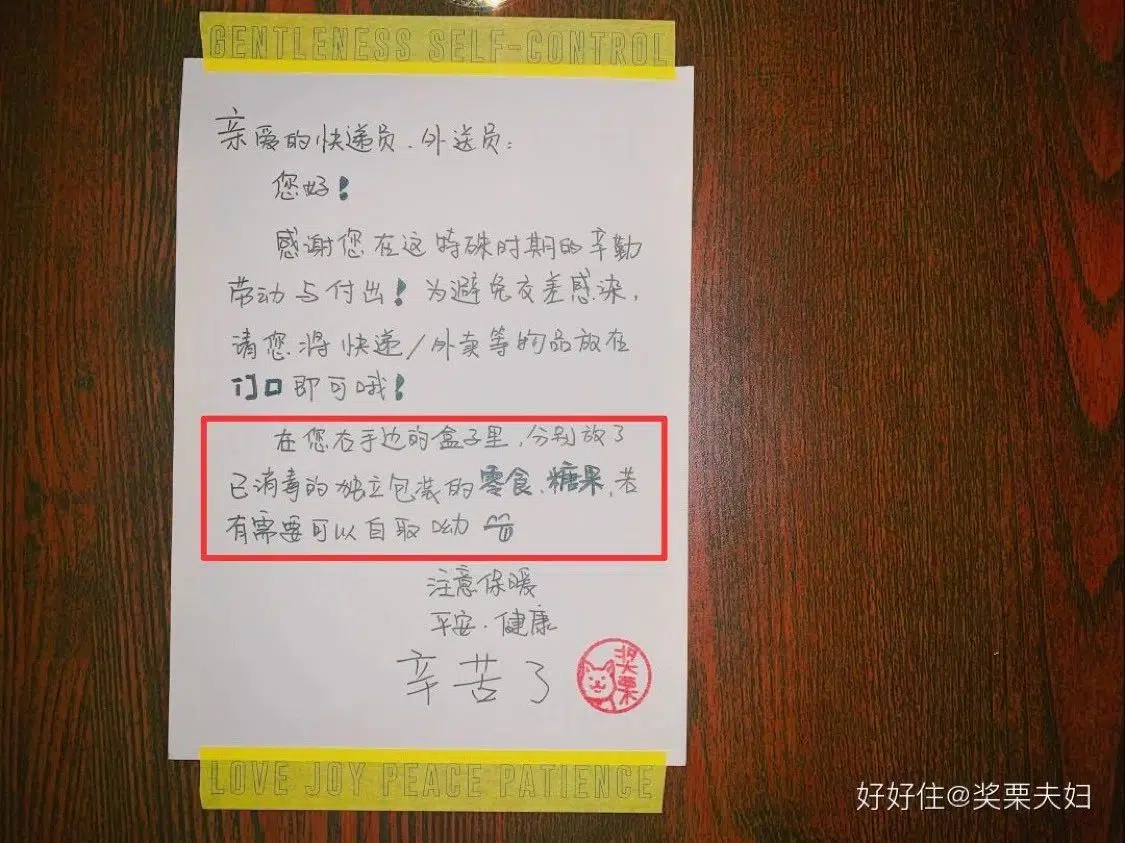 GENTLENESS SELF-CONTROL
亲爱的快递员、外送员：
您好！
感谢您在这特殊时期的辛勤
劳动与付出！为避免交差感染，
请您将快递/外卖等物品放在
门口即可哦！
在您右手边的盒子里，分别放了
已消毒的独立包装的零食、糖果，若
有需要可以自取呦
注意保暖
平安·健康
辛苦了
奖栗
LOVE JOY PEACE PATIENCE
好好住@奖栗夫妇